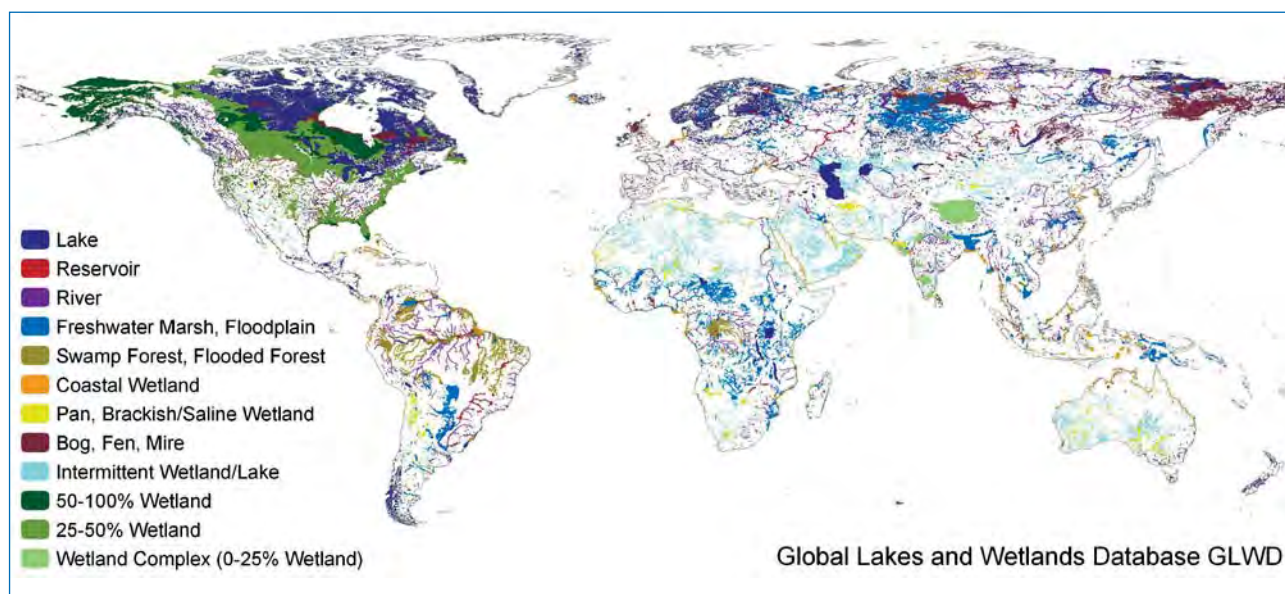 Lake
Reservoir
River
Freshwater Marsh, Floodplain
Swamp Forest, Flooded Forest
Coastal Wetland
Pan, Brackish/Saline Wetland
Bog, Fen, Mire
Intermittent Wetland/Lake
50-100% Wetland
25-50% Wetland
Wetland Complex (0-25% Wetland)
Global Lakes and Wetlands Database GLWD